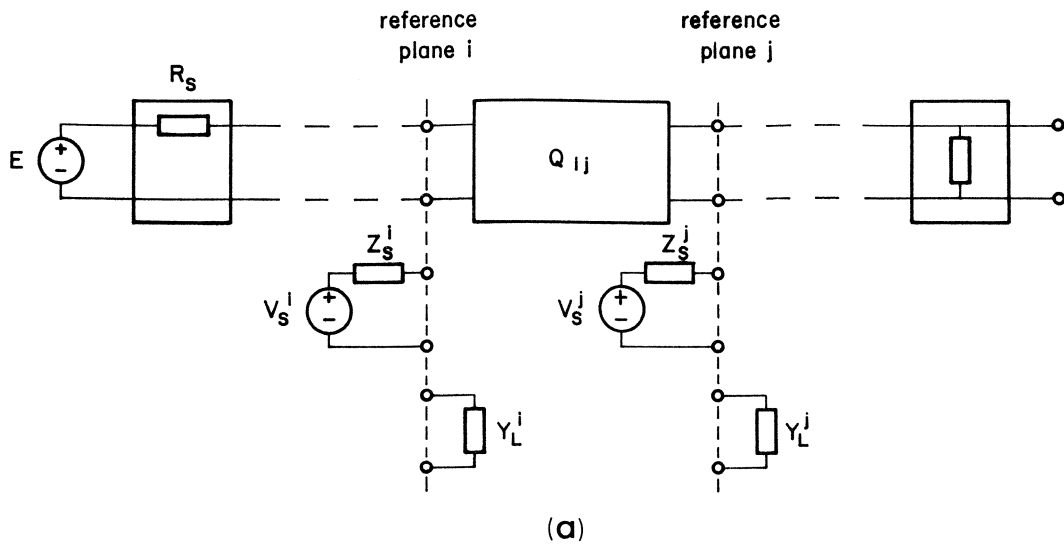 reference
plane i
reference
plane j
R_S
E
+
-
Q_ij
Z_S^i
V_S^i
+
-
Z_S^j
V_S^j
+
-
Y_L^i
Y_L^j
(a)